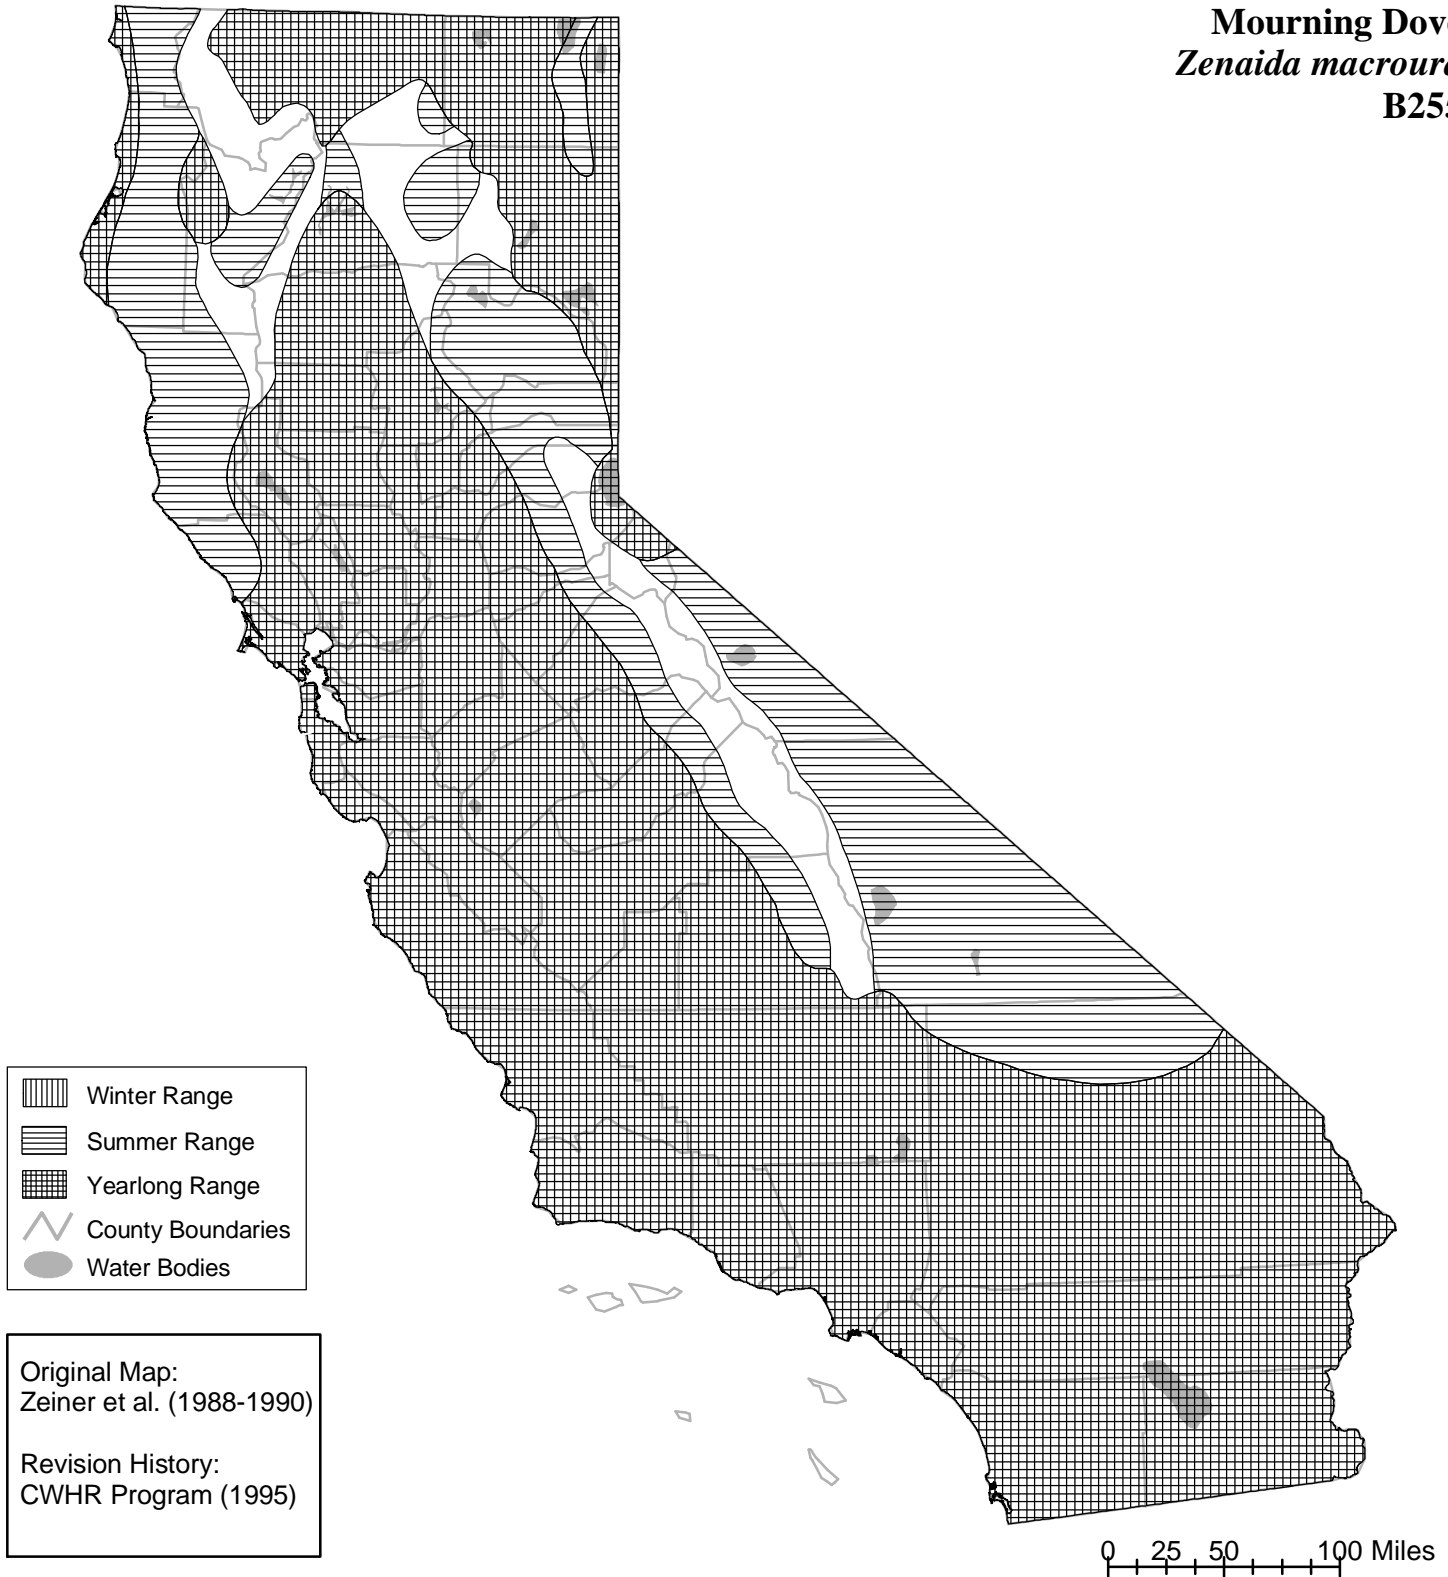 Mourning Dove
Zenaida macroura
B255
Winter Range
Summer Range
Yearlong Range
County Boundaries
Water Bodies
Original Map:
Zeiner et al. (1988-1990)
Revision History:
CWHR Program (1995)
0 25 50 100 Miles